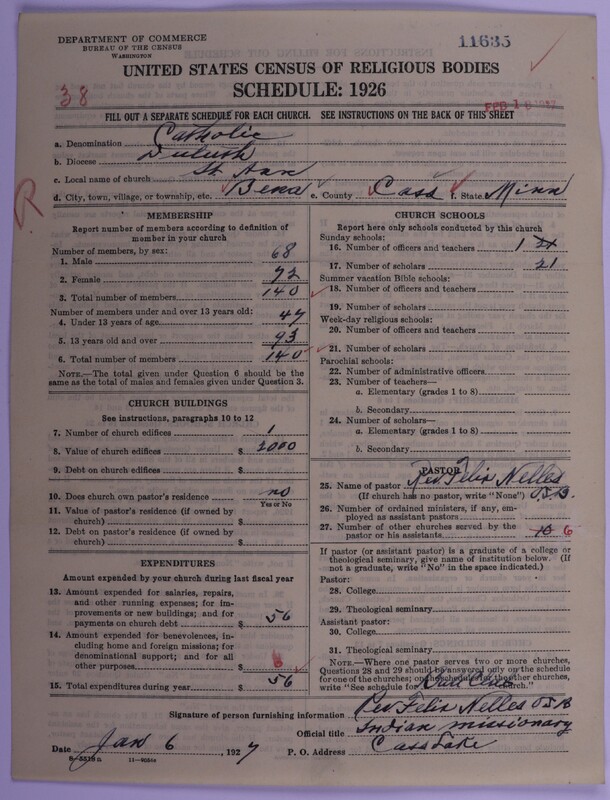 DEPARTMENT OF COMMERCE
BUREAU OF THE CENSUS
WASHINGTON
11635
UNITED STATES CENSUS OF RELIGIOUS BODIES
SCHEDULE: 1926
38
FILL OUT A SEPARATE SCHEDULE FOR EACH CHURCH. SEE INSTRUCTIONS ON THE BACK OF THIS SHEET
a. Denomination Catholic
b. Diocese Duluth
c. Local name of church St Ann
d. City, town, village, or township, etc. Bena e. County Cass f. State Minn
R
MEMBERSHIP
Report number of members according to definition of
member in your church
Number of members, by sex:
1. Male 68
2. Female 72
3. Total number of members 140
Number of members under and over 13 years old:
4. Under 13 years of age 47
5. 13 years old and over 93
6. Total number of members 140
NOTE.—The total given under Question 6 should be
the same as the total of males and females given under Question 3.
CHURCH BUILDINGS
See instructions, paragraphs 10 to 12
7. Number of church edifices 1
8. Value of church edifices $ 2000
9. Debt on church edifices $
10. Does church own pastor's residence no
Yes or No
11. Value of pastor's residence (if owned by
church) $
12. Debt on pastor's residence (if owned by
church) $
EXPENDITURES
Amount expended by your church during last fiscal year
13. Amount expended for salaries, repairs,
and other running expenses; for im-
provements or new buildings; and for
payments on church debt $ 56
14. Amount expended for benevolences,
including home and foreign missions; for
denominational support; and for all
other purposes $
15. Total expenditures during year $ 56
CHURCH SCHOOLS
Report here only schools conducted by this church
Sunday schools:
16. Number of officers and teachers 1 21
17. Number of scholars 21
Summer vacation Bible schools:
18. Number of officers and teachers
19. Number of scholars
Week-day religious schools:
20. Number of officers and teachers
21. Number of scholars
Parochial schools:
22. Number of administrative officers
23. Number of teachers—
a. Elementary (grades 1 to 8)
b. Secondary
24. Number of scholars—
a. Elementary (grades 1 to 8)
b. Secondary
PASTOR
25. Name of pastor Rev Felix Nelles
(If church has no pastor, write "None") OSB.
26. Number of ordained ministers, if any, em-
ployed as assistant pastors
27. Number of other churches served by the
pastor or his assistants 10 6
If pastor (or assistant pastor) is a graduate of a college or
theological seminary, give name of institution below. (If
not a graduate, write "No" in the space indicated.)
Pastor:
28. College
29. Theological seminary
Assistant pastor:
30. College
31. Theological seminary
NOTE.—Where one pastor serves two or more churches,
Questions 28 and 29 should be answered only on the schedule
for one of the churches; on the schedules for the other churches,
write "See schedule for Ball Club church."
Signature of person furnishing information Rev Felix Nelles OSB
Official title Indian missionary
Date Jan 6, 1927 P. O. Address Cass Lake
8—5319a 11—9051a